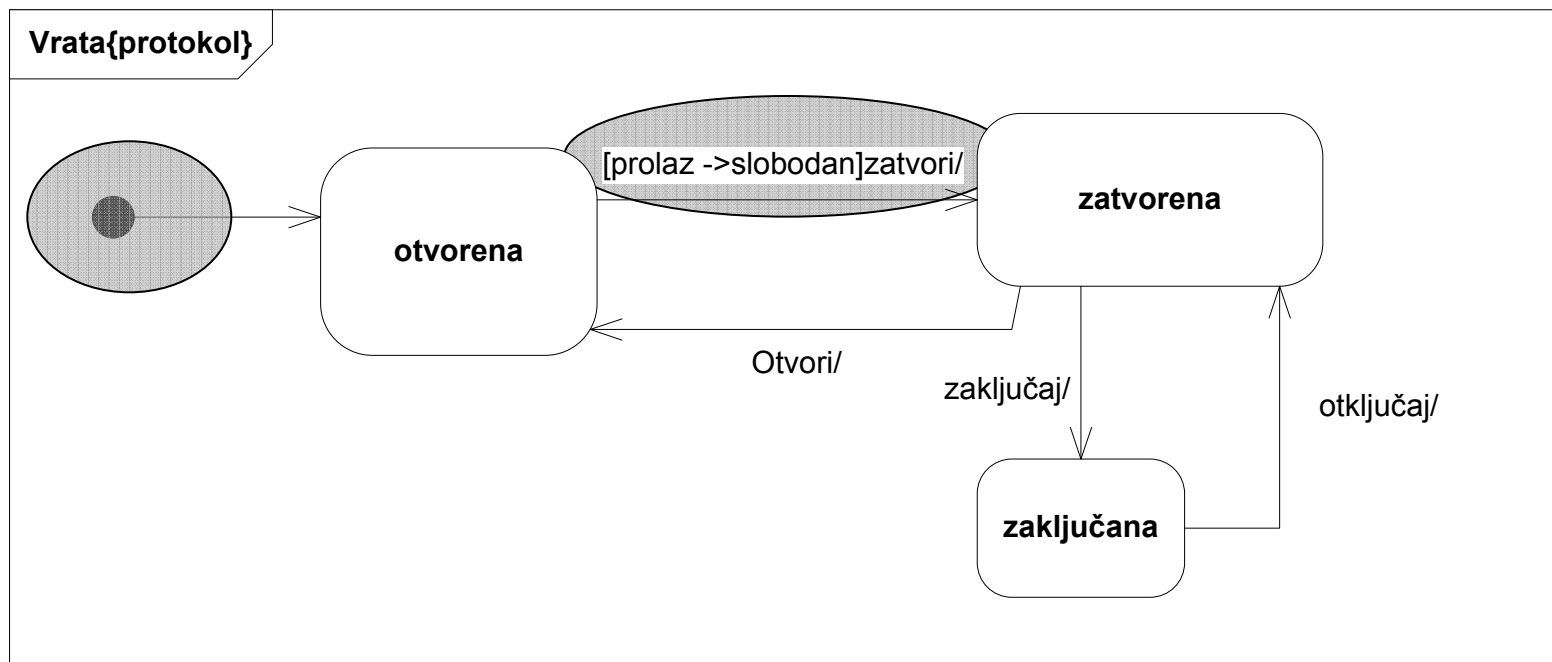 Vrata{protokol}
[prolaz ->slobodan]zatvori/
zatvorena
otvorena
Otvori/
zaključaj/
otključaj/
zaključana